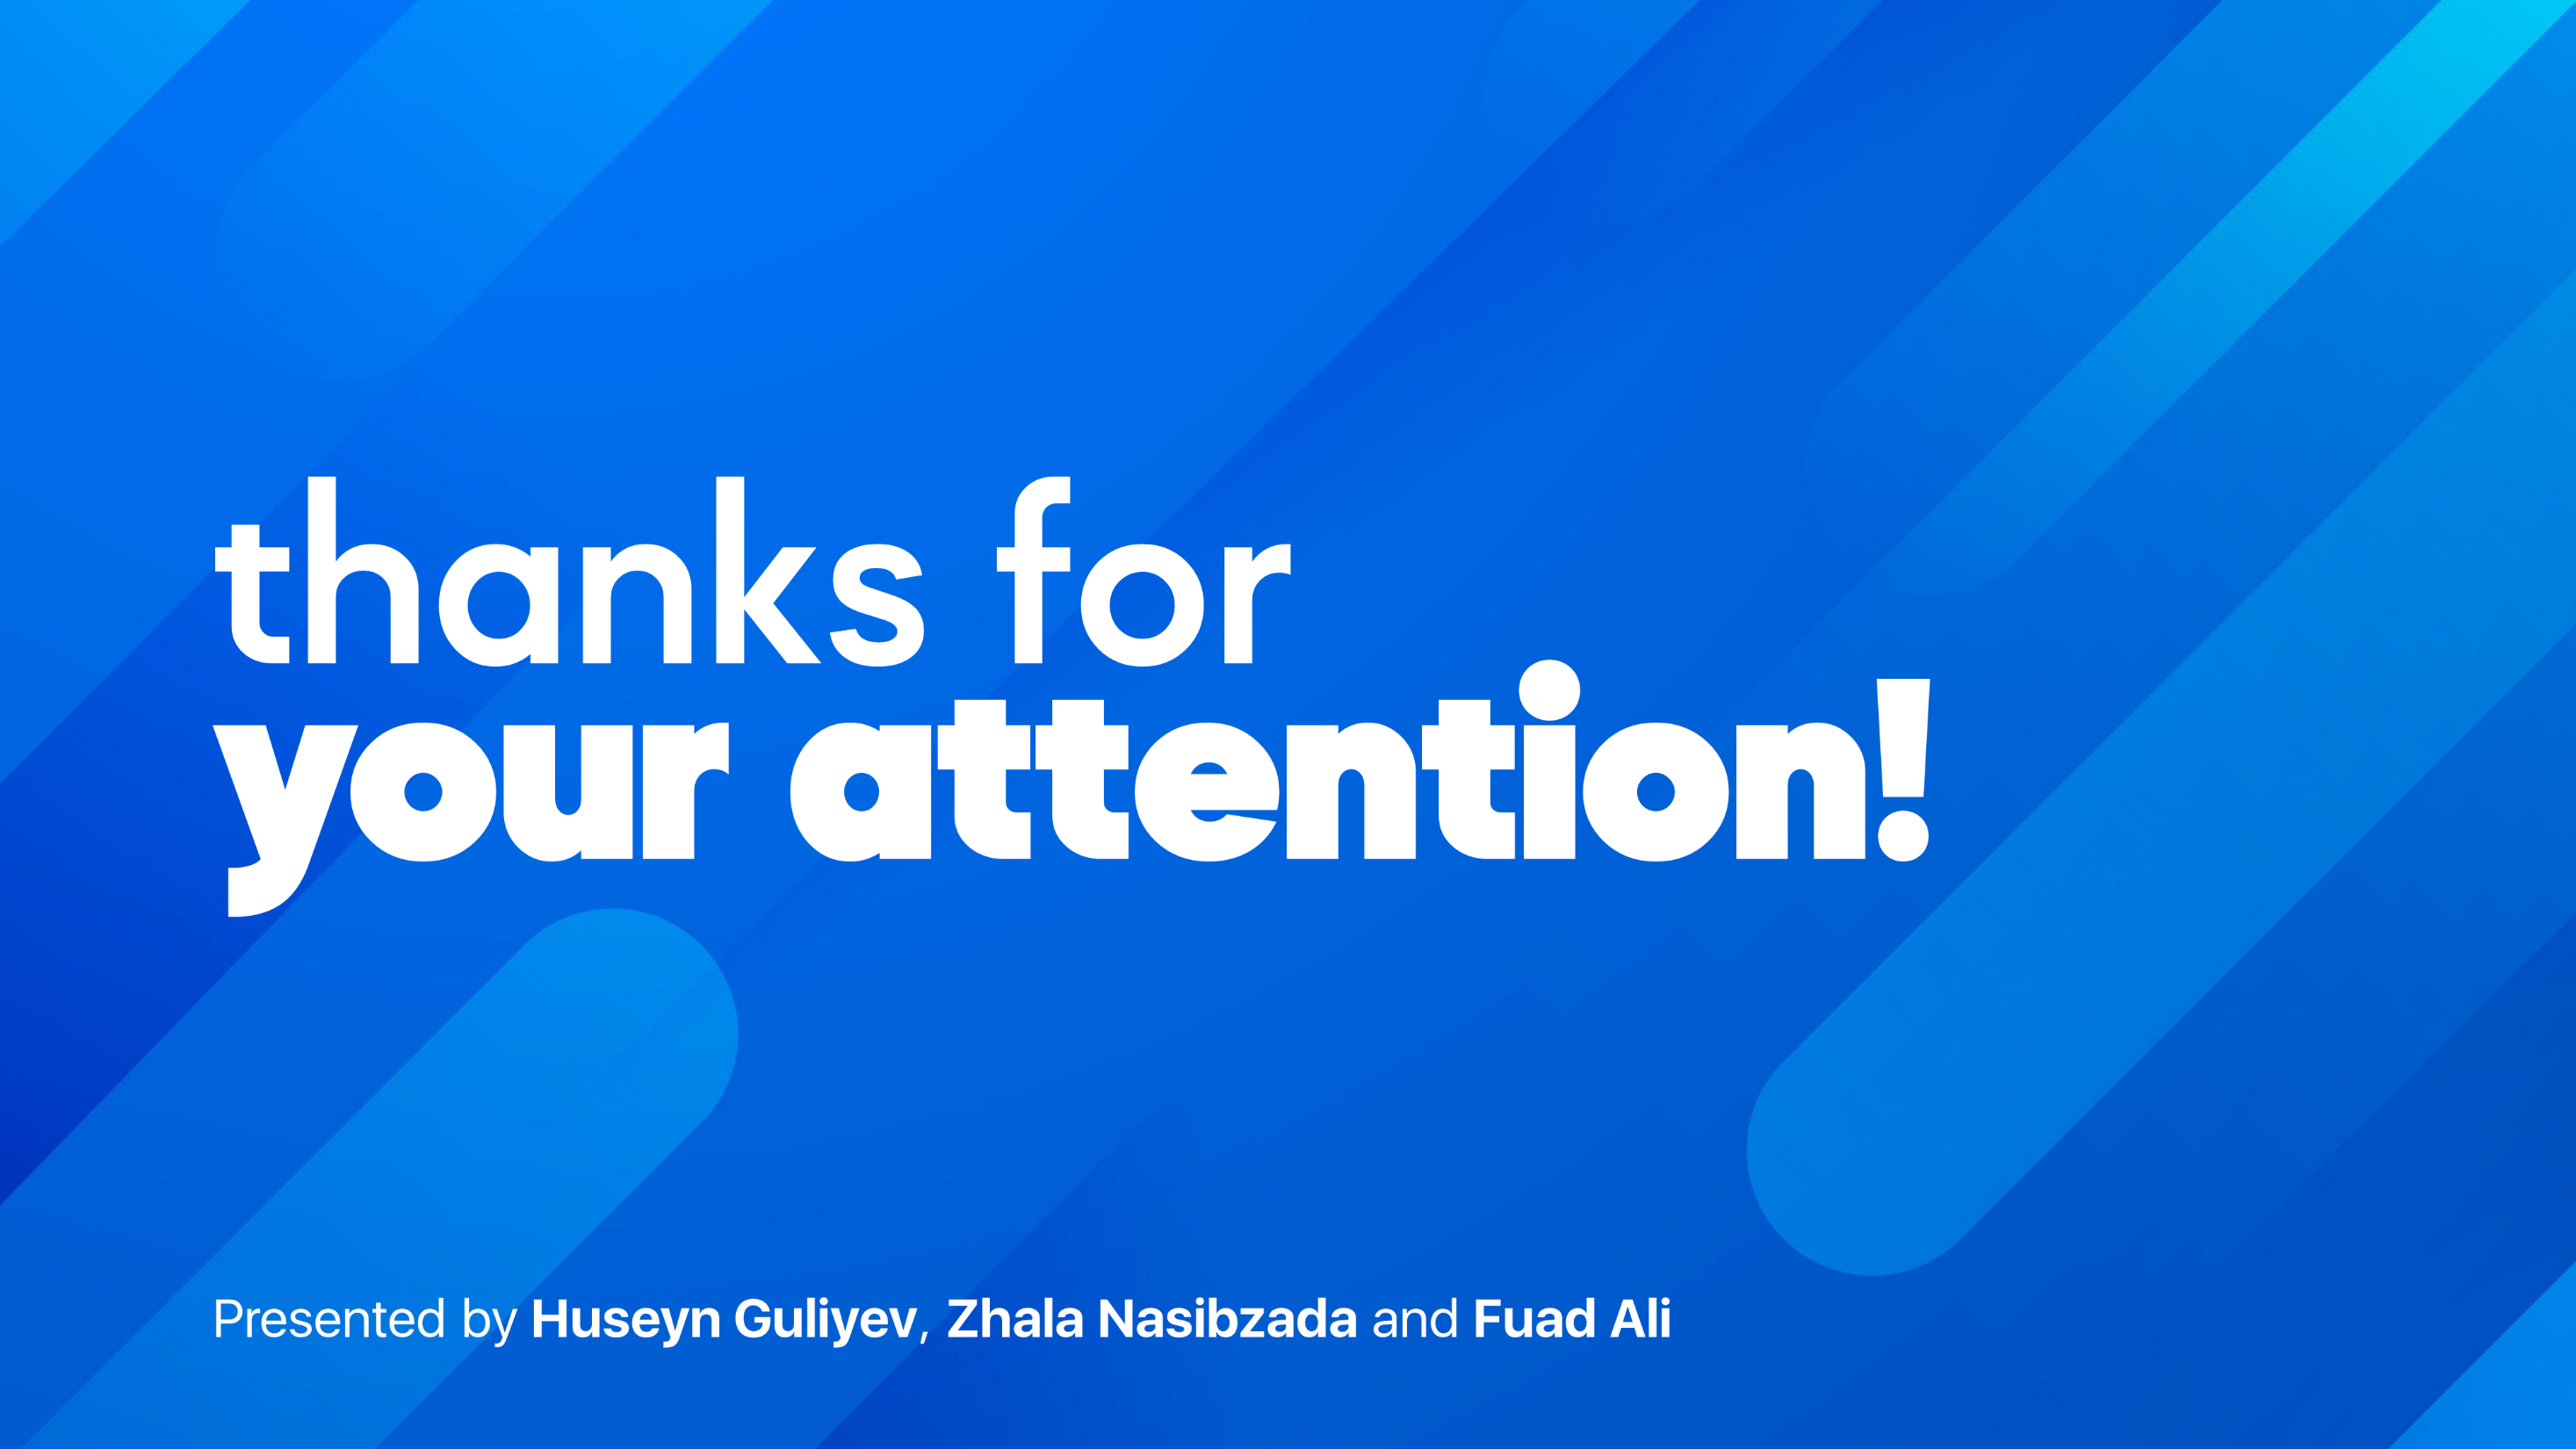 thanks for
your attention!
Presented by Huseyn Guliyev, Zhala Nasibzada and Fuad Ali